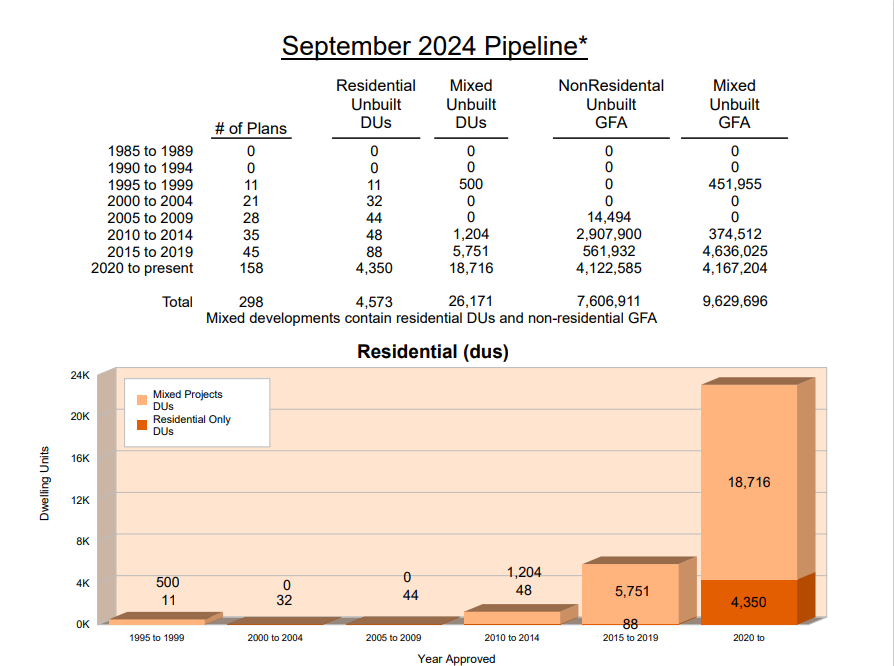 September 2024 Pipeline*
# of Plans Residential Unbuilt DUs Mixed Unbuilt DUs NonResidental Unbuilt GFA Mixed Unbuilt GFA
1985 to 1989 0 0 0 0 0
1990 to 1994 0 0 0 0 0
1995 to 1999 11 11 500 0 451,955
2000 to 2004 21 32 0 0 0
2005 to 2009 28 44 0 14,494 0
2010 to 2014 35 48 1,204 2,907,900 374,512
2015 to 2019 45 88 5,751 561,932 4,636,025
2020 to present 158 4,350 18,716 4,122,585 4,167,204
Total 298 4,573 26,171 7,606,911 9,629,696
Mixed developments contain residential DUs and non-residential GFA
Residential (dus)
Mixed Projects
DUs
Residential Only
DUs
Dwelling Units
24K
20K
16K
12K
8K
4K
0K
500
11
0
32
0
44
1,204
48
5,751
88
18,716
4,350
1995 to 1999 2000 to 2004 2005 to 2009 2010 to 2014 2015 to 2019 2020 to
Year Approved